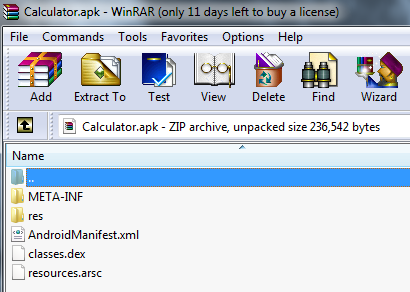 Calculator.apk - WinRAR (only 11 days left to buy a license)
File Commands Tools Favorites Options Help
Add Extract To Test View Delete Find Wizard
Calculator.apk - ZIP archive, unpacked size 236,542 bytes
Name
..
META-INF
res
AndroidManifest.xml
classes.dex
resources.arsc